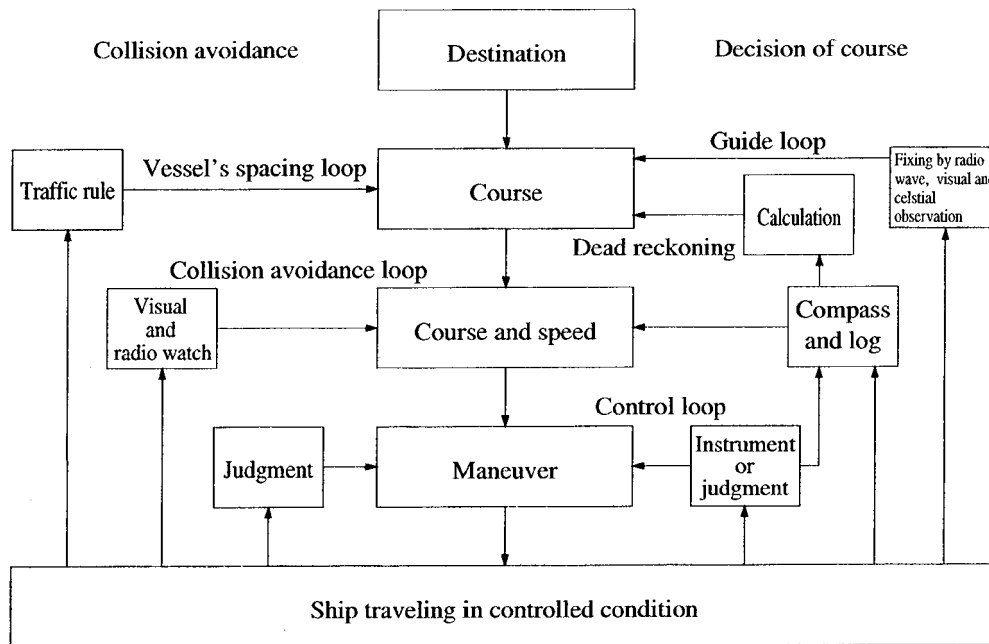 Collision avoidance
Destination
Decision of course
Vessel's spacing loop
Guide loop
Traffic rule
Course
Fixing by radio
wave, visual and
celstial
observation
Calculation
Dead reckoning
Collision avoidance loop
Visual
and
radio watch
Course and speed
Compass
and log
Control loop
Judgment
Maneuver
Instrument
or
judgment
Ship traveling in controlled condition